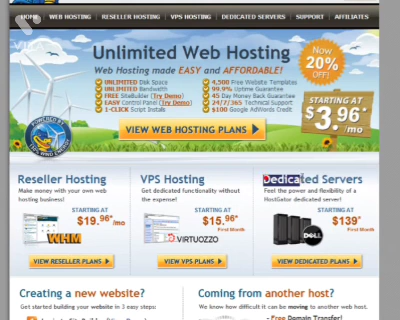 HOME WEB HOSTING RESELLER HOSTING VPS HOSTING DEDICATED SERVERS SUPPORT AFFILIATES
Unlimited Web Hosting
Web Hosting made EASY and AFFORDABLE!
Now
20%
OFF!
UNLIMITED Disk Space
UNLIMITED Bandwidth
FREE SiteBuilder (Try Demo)
EASY Control Panel (Try Demo)
1-CLICK Script Installs
4,500 Free Website Templates
99.9% Uptime Guarantee
45 Day Money Back Guarantee
24/7/365 Technical Support
$100 Google AdWords Credit
STARTING AT
$3.96*
/mo
VIEW WEB HOSTING PLANS
POWERED BY
Reseller Hosting
Make money with your own web
hosting business!
STARTING AT
$19.96*/mo
WHM
VIEW RESELLER PLANS
VPS Hosting
Get dedicated functionality without
the expense!
STARTING AT
$15.96*
First Month
VIRTUOZZO
VIEW VPS PLANS
Dedicated Servers
Feel the power and flexibility of a
HostGator dedicated server!
STARTING AT
$139*
First Month
DELL
VIEW DEDICATED PLANS
Creating a new website?
Get started building your website in 3 easy steps:
Coming from another host?
We know how difficult it can be moving to another web host.
- Free Domain Transfer!